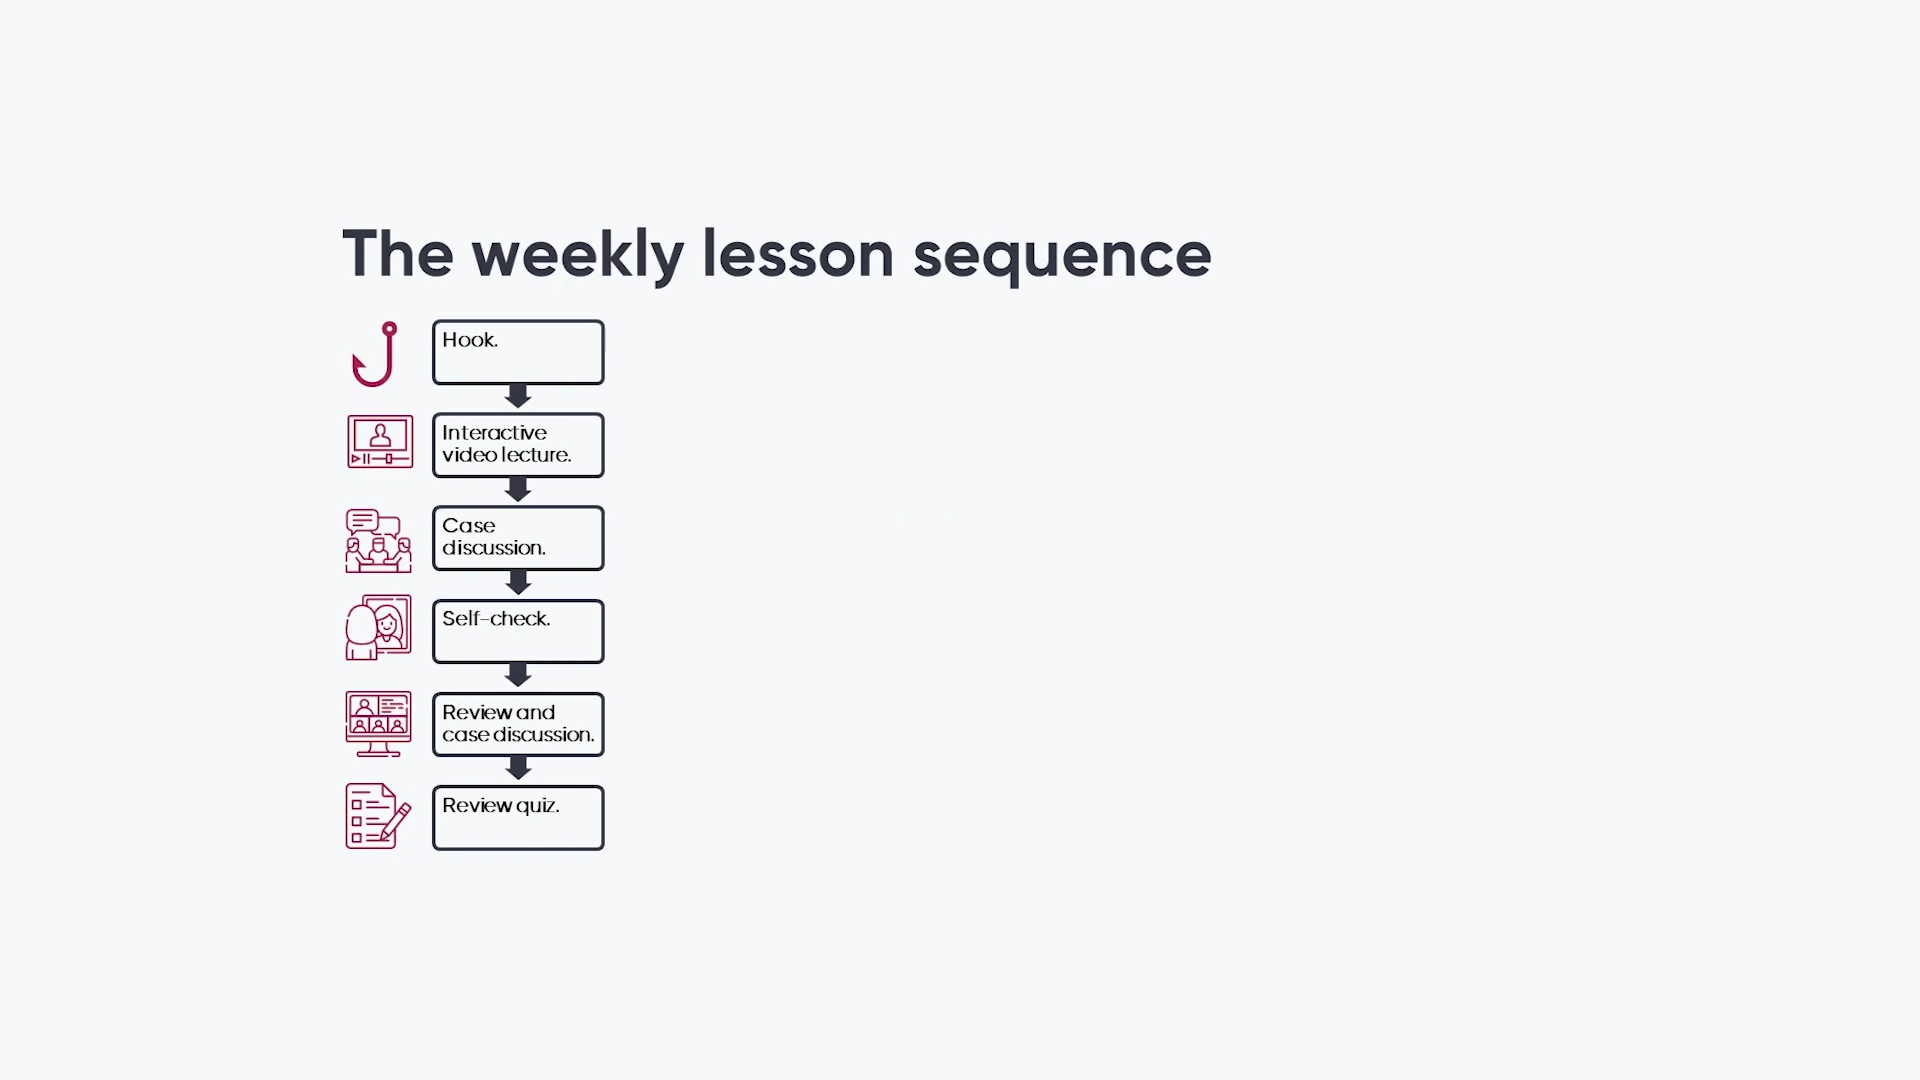 The weekly lesson sequence
Hook.
Interactive
video lecture.
Case
discussion.
Self-check.
Review and
case discussion.
Review quiz.